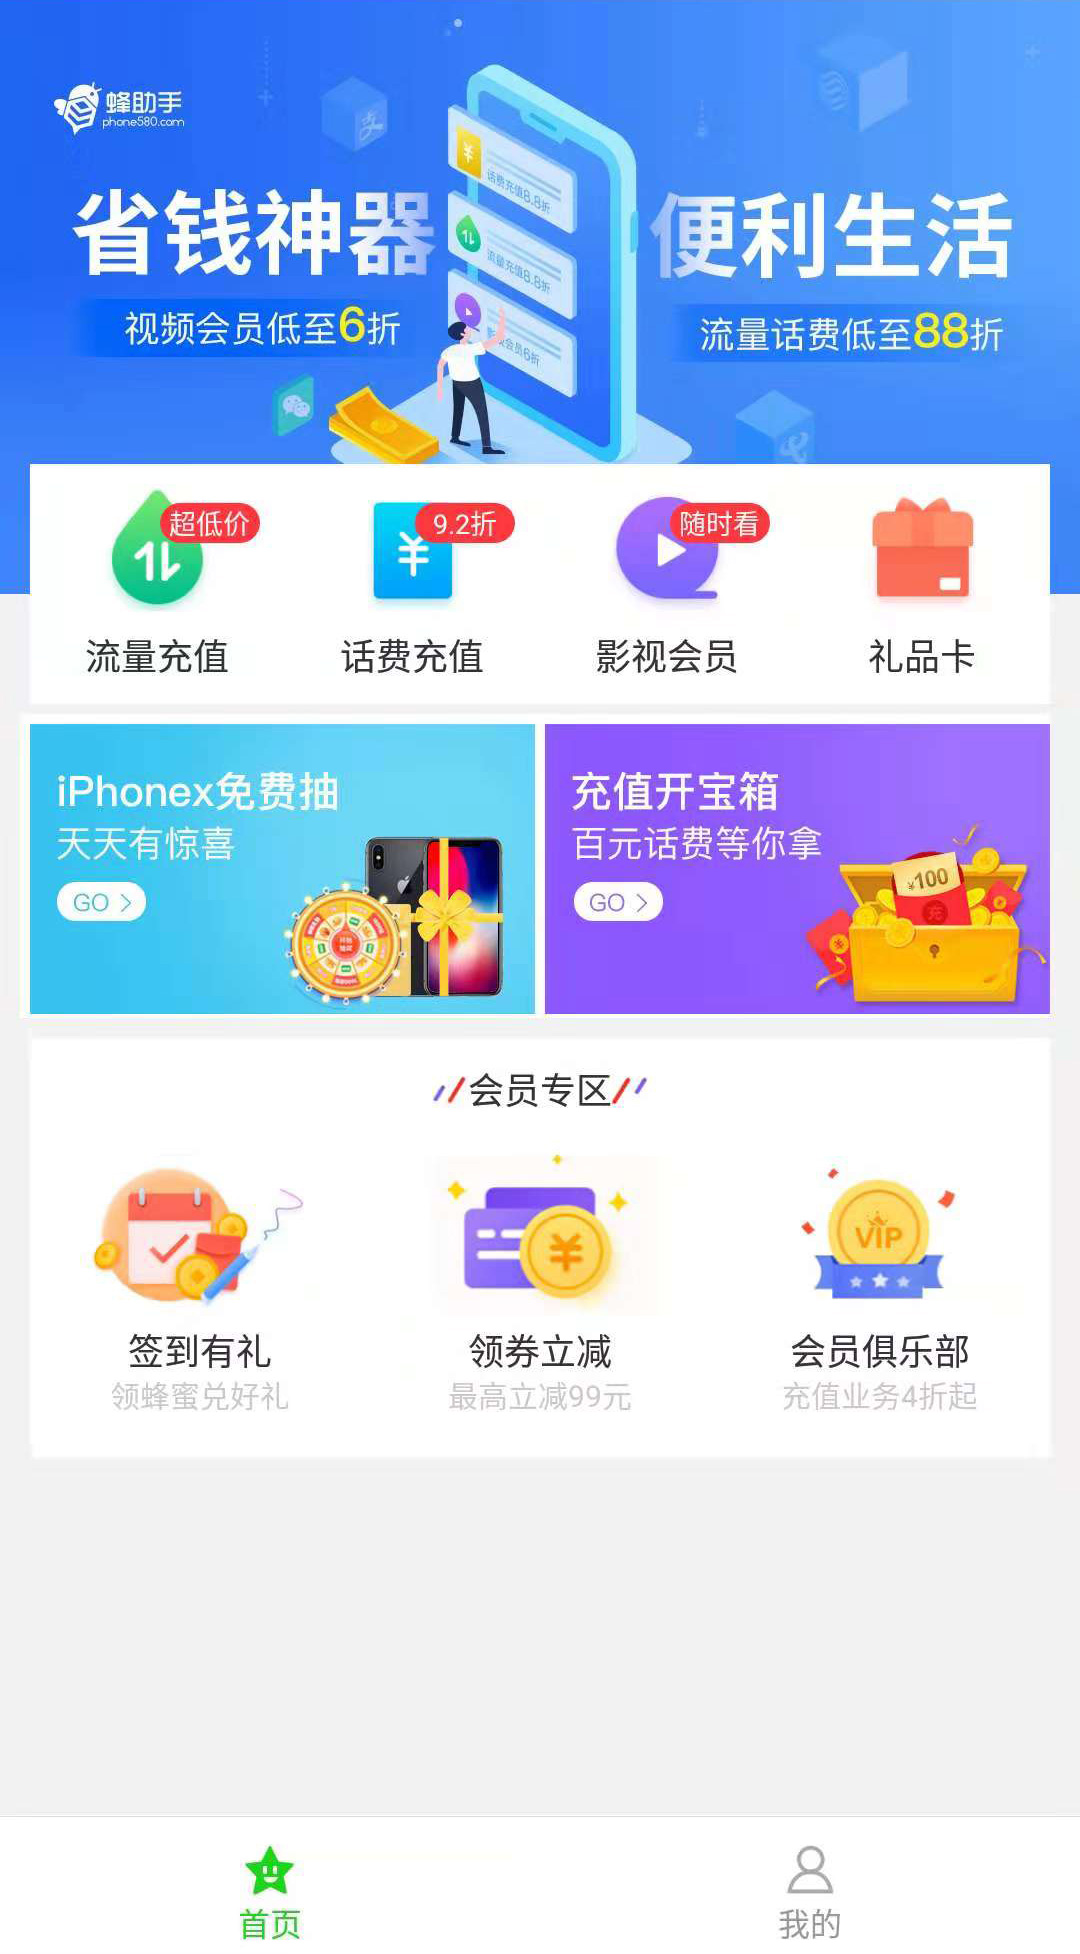 蜂助手
phone580.com
省钱神器
便利生活
视频会员低至6折
流量话费低至88折
话费充值8.8折
流量充值8.8折
会员6折
超低价
9.2折
随时看
流量充值
话费充值
影视会员
礼品卡
iPhonex免费抽
天天有惊喜
GO >
充值开宝箱
百元话费等你拿
GO >
¥100
充
会员专区
VIP
签到有礼
领券立减
会员俱乐部
领蜂蜜兑好礼
最高立减99元
充值业务4折起
首页
我的